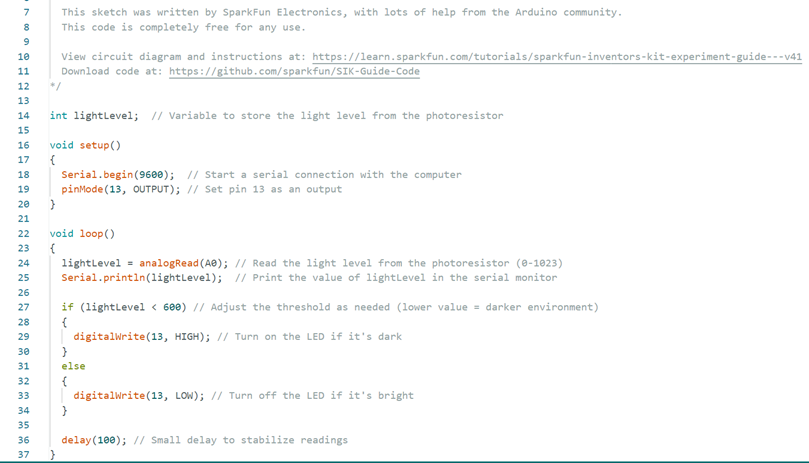 7 This sketch was written by SparkFun Electronics, with lots of help from the Arduino community.
8 This code is completely free for any use.
9
10 View circuit diagram and instructions at: https://learn.sparkfun.com/tutorials/sparkfun-inventors-kit-experiment-guide---v41
11 Download code at: https://github.com/sparkfun/SIK-Guide-Code
12 */
13
14 int lightLevel;  // Variable to store the light level from the photoresistor
15
16 void setup()
17 {
18   Serial.begin(9600);  // Start a serial connection with the computer
19   pinMode(13, OUTPUT); // Set pin 13 as an output
20 }
21
22 void loop()
23 {
24   lightLevel = analogRead(A0); // Read the light level from the photoresistor (0-1023)
25   Serial.println(lightLevel);  // Print the value of lightLevel in the serial monitor
26
27   if (lightLevel < 600) // Adjust the threshold as needed (lower value = darker environment)
28   {
29     digitalWrite(13, HIGH); // Turn on the LED if it's dark
30   }
31   else
32   {
33     digitalWrite(13, LOW); // Turn off the LED if it's bright
34   }
35
36   delay(100); // Small delay to stabilize readings
37 }